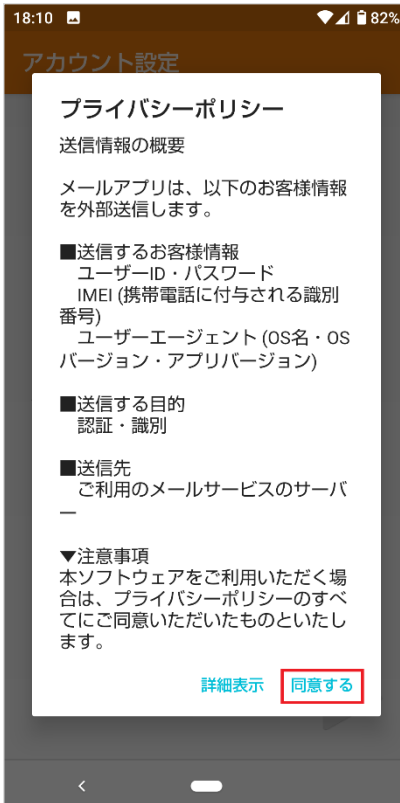 18:10 82%
アカウント設定
プライバシーポリシー
送信情報の概要
メールアプリは、以下のお客様情報
を外部送信します。
■送信するお客様情報
ユーザーID・パスワード
IMEI (携帯電話に付与される識別
番号)
ユーザーエージェント (OS名・OS
バージョン・アプリバージョン)
■送信する目的
認証・識別
■送信先
ご利用のメールサービスのサーバ
ー
▼注意事項
本ソフトウェアをご利用いただく場
合は、プライバシーポリシーのすべ
てにご同意いただいたものといたし
ます。
詳細表示 同意する